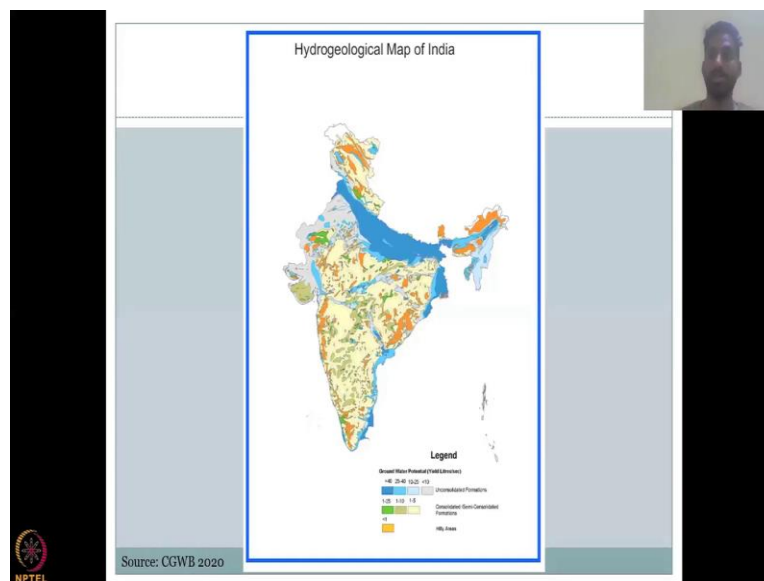 Hydrogeological Map of India
Legend
Ground Water Potential (Yield Litres/sec)
>40 25-40 10-25 <10
Unconsolidated Formations
1-25 1-10 1-5
Consolidated/Semi-Consolidated
Formations
<1
Hilly Areas
Source: CGWB 2020
NPTEL